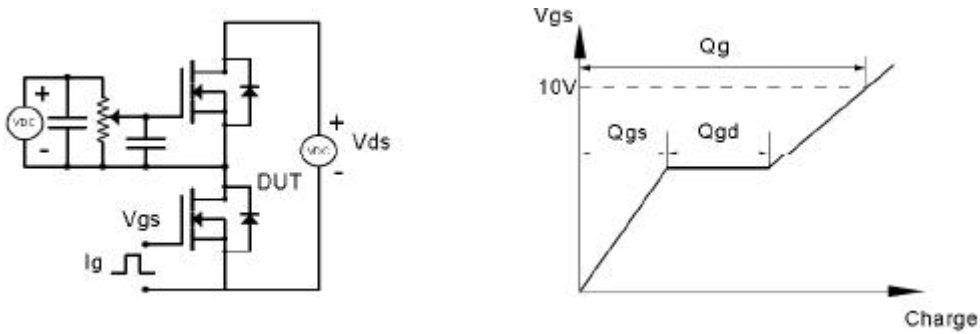 +
VDC
-
+
VDC
Vds
-
DUT
Vgs
Ig
Vgs
Qg
10V
Qgs
Qgd
Charge